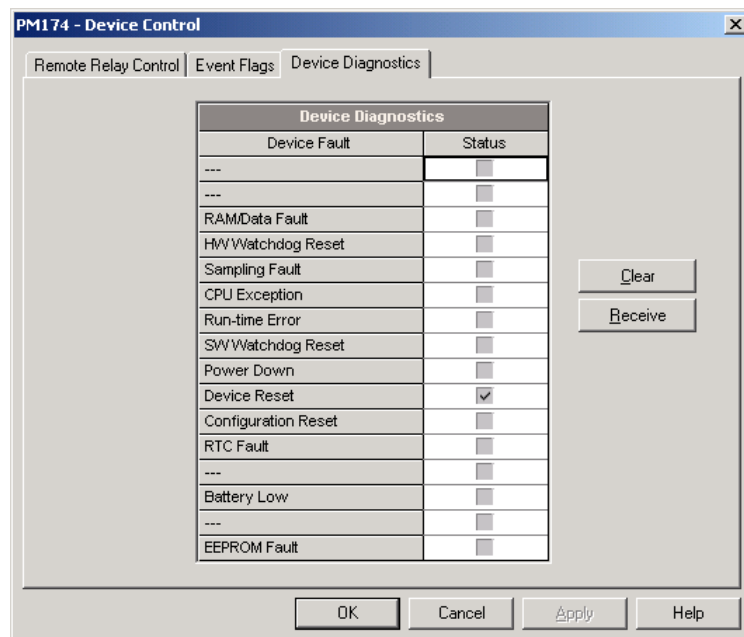 PM174 - Device Control
Remote Relay Control Event Flags Device Diagnostics
Device Diagnostics
Device Fault Status
---
---
RAM/Data Fault
HW Watchdog Reset
Sampling Fault
CPU Exception
Run-time Error
SW Watchdog Reset
Power Down
Device Reset
Configuration Reset
RTC Fault
---
Battery Low
---
EEPROM Fault
Clear
Receive
OK Cancel Apply Help